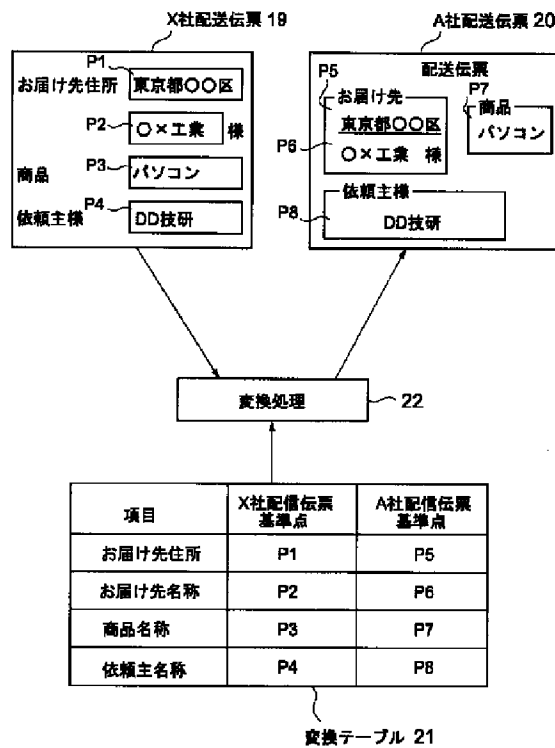 X社配送伝票 19
P1
お届け先住所 東京都〇〇区
P2 〇×工業 様
P3
商品 パソコン
P4
依頼主様 DD技研
A社配送伝票 20
配送伝票
P5
お届け先
東京都〇〇区
P6
〇×工業 様
P7
商品
パソコン
依頼主
P8
DD技研
変換処理
22
項目 X社配信伝票基準点 A社配信伝票基準点
お届け先住所 P1 P5
お届け先名称 P2 P6
商品名称 P3 P7
依頼主名称 P4 P8
変換テーブル 21